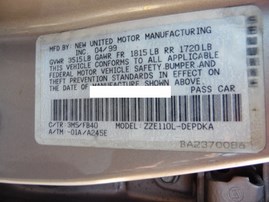 MFD BY: NEW UNITED MOTOR MANUFACTURING
INC. 04/99
GVWR 3515LB GAWR FR 1815LB RR 1720LB
THIS VEHICLE CONFORMS TO ALL APPLICABLE
FEDERAL MOTOR VEHICLE SAFETY, BUMPER, AND
THEFT PREVENTION STANDARDS IN EFFECT ON
THE DATE OF MANUFACTURE SHOWN ABOVE.
PASS CAR
C/TR: 3M5/FB40 MODEL: ZZE110L-DEPDKA
A/TM: -01A/A245E
BA23700BB